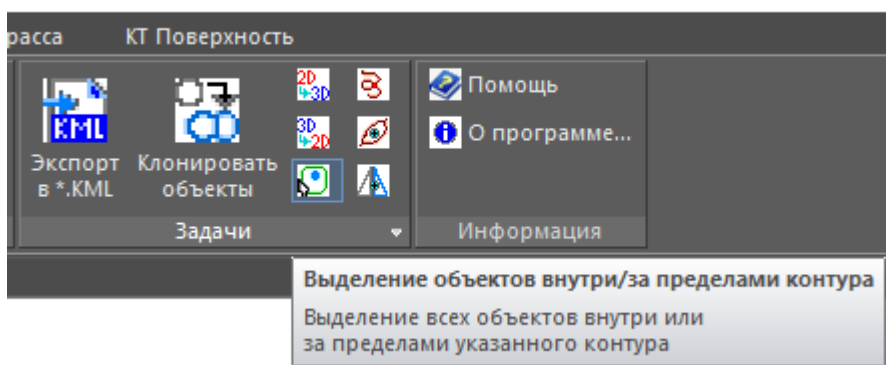 расса КТ Поверхность
2D 3D
KML
Помощь
3D 2D
О программе...
Экспорт
в *.KML
Клонировать
объекты
Задачи
Информация
Выделение объектов внутри/за пределами контура
Выделение всех объектов внутри или
за пределами указанного контура